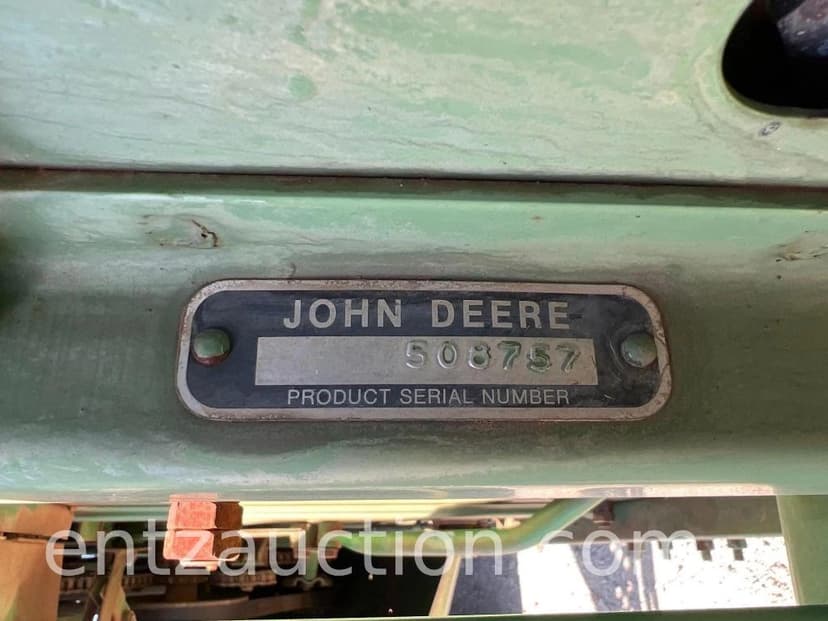 JOHN DEERE
508757
PRODUCT SERIAL NUMBER
entzauction.com